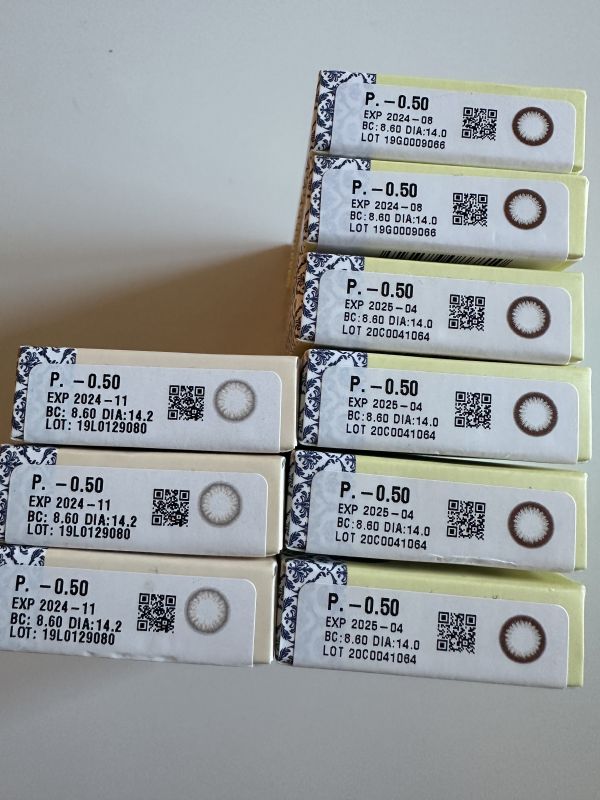 P. -0.50
EXP 2024-08
BC:8.60 DIA:14.0
LOT 19G0009066
P. -0.50
EXP 2024-08
BC:8.60 DIA:14.0
LOT 19G0009066
P. -0.50
EXP 2025-04
BC:8.60 DIA:14.0
LOT 20C0041064
P. -0.50
EXP 2025-04
BC:8.60 DIA:14.0
LOT 20C0041064
P. -0.50
EXP 2025-04
BC:8.60 DIA:14.0
LOT 20C0041064
P. -0.50
EXP 2025-04
BC:8.60 DIA:14.0
LOT 20C0041064
P. -0.50
EXP 2024-11
BC: 8.60 DIA:14.2
LOT: 19L0129080
P. -0.50
EXP 2024-11
BC: 8.60 DIA:14.2
LOT: 19L0129080
P. -0.50
EXP 2024-11
BC: 8.60 DIA:14.2
LOT: 19L0129080